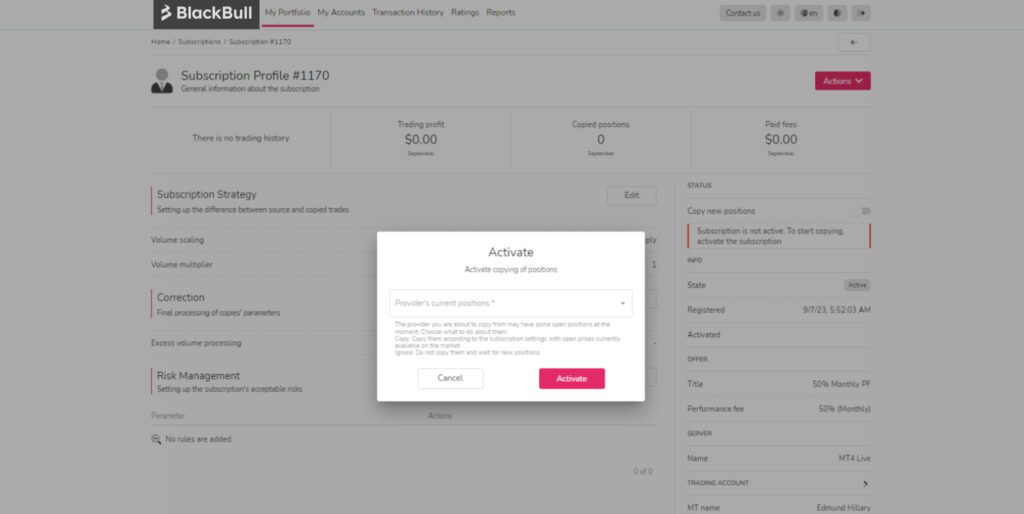 BlackBull My Portfolio My Accounts Transaction History Ratings Reports Contact us en
Home / Subscriptions / Subscription #1170
Subscription Profile #1170
General information about the subscription
Actions
There is no trading history
Trading profit
$0.00
September
Copied positions
0
September
Paid fees
$0.00
September
Subscription Strategy
Setting up the difference between source and copied trades
Edit
Volume scaling
ply
Volume multiplier
1
Correction
Final processing of copies' parameters
Excess volume processing
-
Risk Management
Setting up the subscription's acceptable risks
Parameter Actions
No rules are added
0 of 0
Activate
Activate copying of positions
Provider's current positions *
The provider you are about to copy from may have some open positions at the
moment. Choose what to do about them:
Copy: Copy them according to the subscription settings with open prices currently
available on the market.
Ignore: Do not copy them and wait for new positions.
Cancel Activate
STATUS
Copy new positions
Subscription is not active. To start copying,
activate the subscription
INFO
State Active
Registered 9/7/23, 5:52:03 AM
Activated
OFFER
Title 50% Monthly PF
Performance fee 50% (Monthly)
SERVER
Name MT4 Live
TRADING ACCOUNT
MT name Edmund Hillary